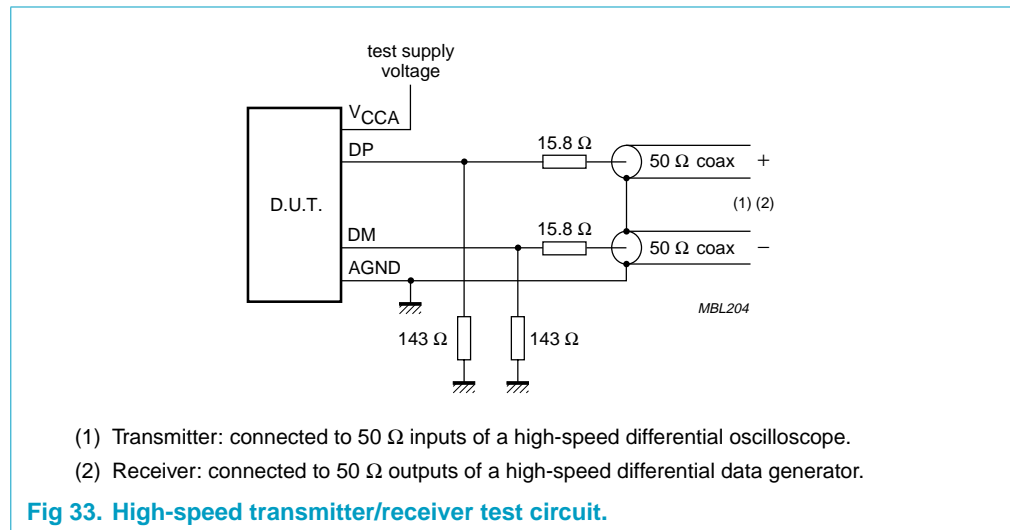 test supply
voltage
VCCA
DP
15.8 Ω
50 Ω coax
+
D.U.T.
(1) (2)
15.8 Ω
DM
50 Ω coax
−
AGND
MBL204
143 Ω
143 Ω
(1) Transmitter: connected to 50 Ω inputs of a high-speed differential oscilloscope.
(2) Receiver: connected to 50 Ω outputs of a high-speed differential data generator.
Fig 33. High-speed transmitter/receiver test circuit.